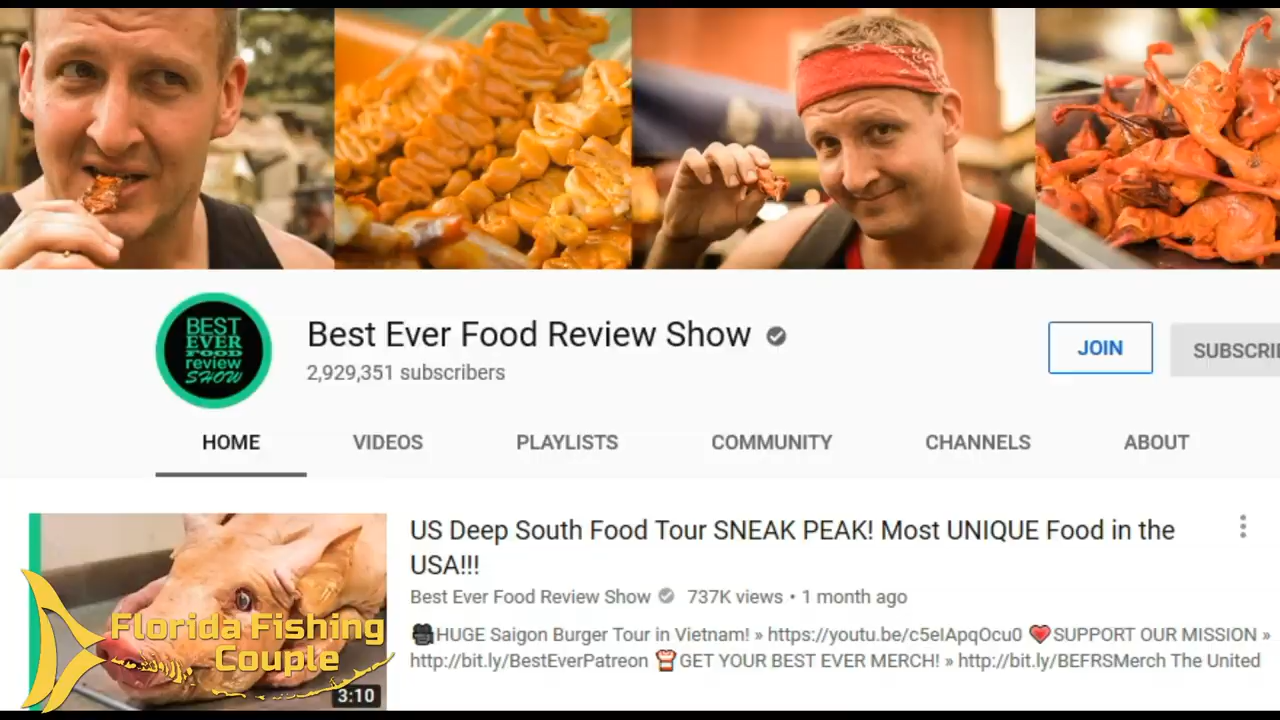 BEST
EVER
FOOD
review
SHOW
Best Ever Food Review Show
2,929,351 subscribers
JOIN
SUBSCRI
HOME
VIDEOS
PLAYLISTS
COMMUNITY
CHANNELS
ABOUT
US Deep South Food Tour SNEAK PEAK! Most UNIQUE Food in the
USA!!!
Best Ever Food Review Show 737K views • 1 month ago
HUGE Saigon Burger Tour in Vietnam! » https://youtu.be/c5eIApqOcu0 SUPPORT OUR MISSION »
http://bit.ly/BestEverPatreon GET YOUR BEST EVER MERCH! » http://bit.ly/BEFRSMerch The United
Florida Fishing
Couple
3:10